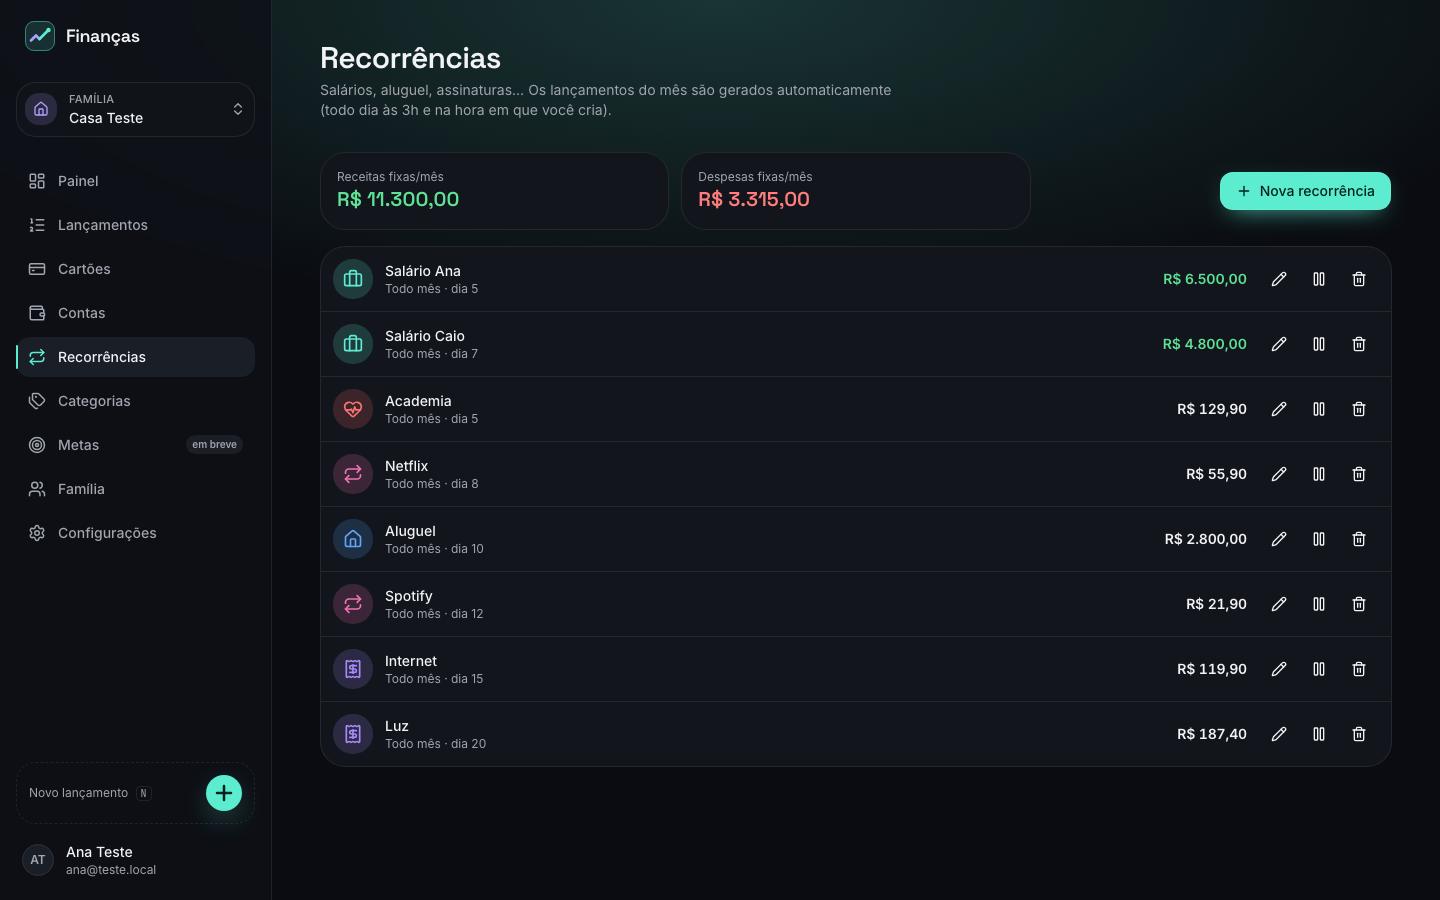 Finanças
FAMÍLIA
Casa Teste
Painel
Lançamentos
Cartões
Contas
Recorrências
Categorias
Metas
em breve
Família
Configurações
Novo lançamento N
AT
Ana Teste
ana@teste.local
Recorrências
Salários, aluguel, assinaturas... Os lançamentos do mês são gerados automaticamente
(todo dia às 3h e na hora em que você cria).
Receitas fixas/mês
R$ 11.300,00
Despesas fixas/mês
R$ 3.315,00
Nova recorrência
Salário Ana
Todo mês · dia 5
R$ 6.500,00
Salário Caio
Todo mês · dia 7
R$ 4.800,00
Academia
Todo mês · dia 5
R$ 129,90
Netflix
Todo mês · dia 8
R$ 55,90
Aluguel
Todo mês · dia 10
R$ 2.800,00
Spotify
Todo mês · dia 12
R$ 21,90
Internet
Todo mês · dia 15
R$ 119,90
Luz
Todo mês · dia 20
R$ 187,40